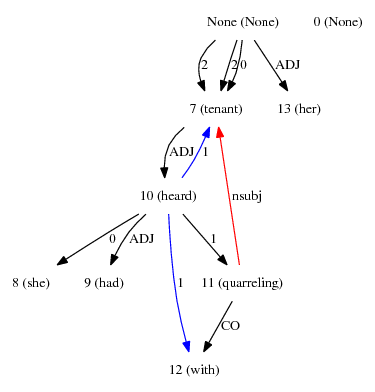 None (None) 0 (None)
2 2 0 ADJ
7 (tenant) 13 (her)
ADJ 1
10 (heard) nsubj
0 ADJ 1
8 (she) 9 (had) 1 11 (quarreling)
CO
12 (with)